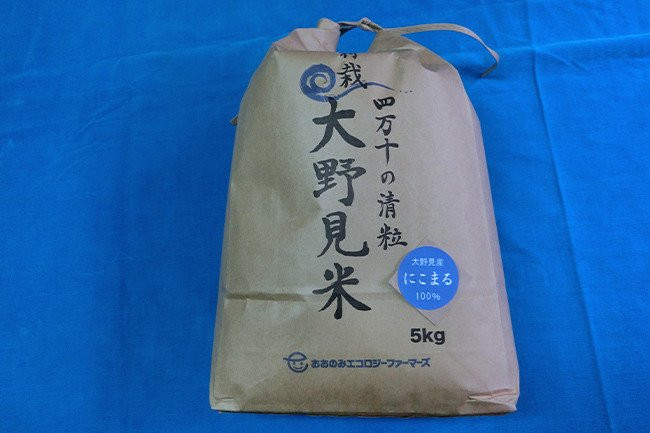 栽
四万十の清粒
大野見米
大野見産
にこまる
100%
5kg
おおのみエコロジーファーマーズ